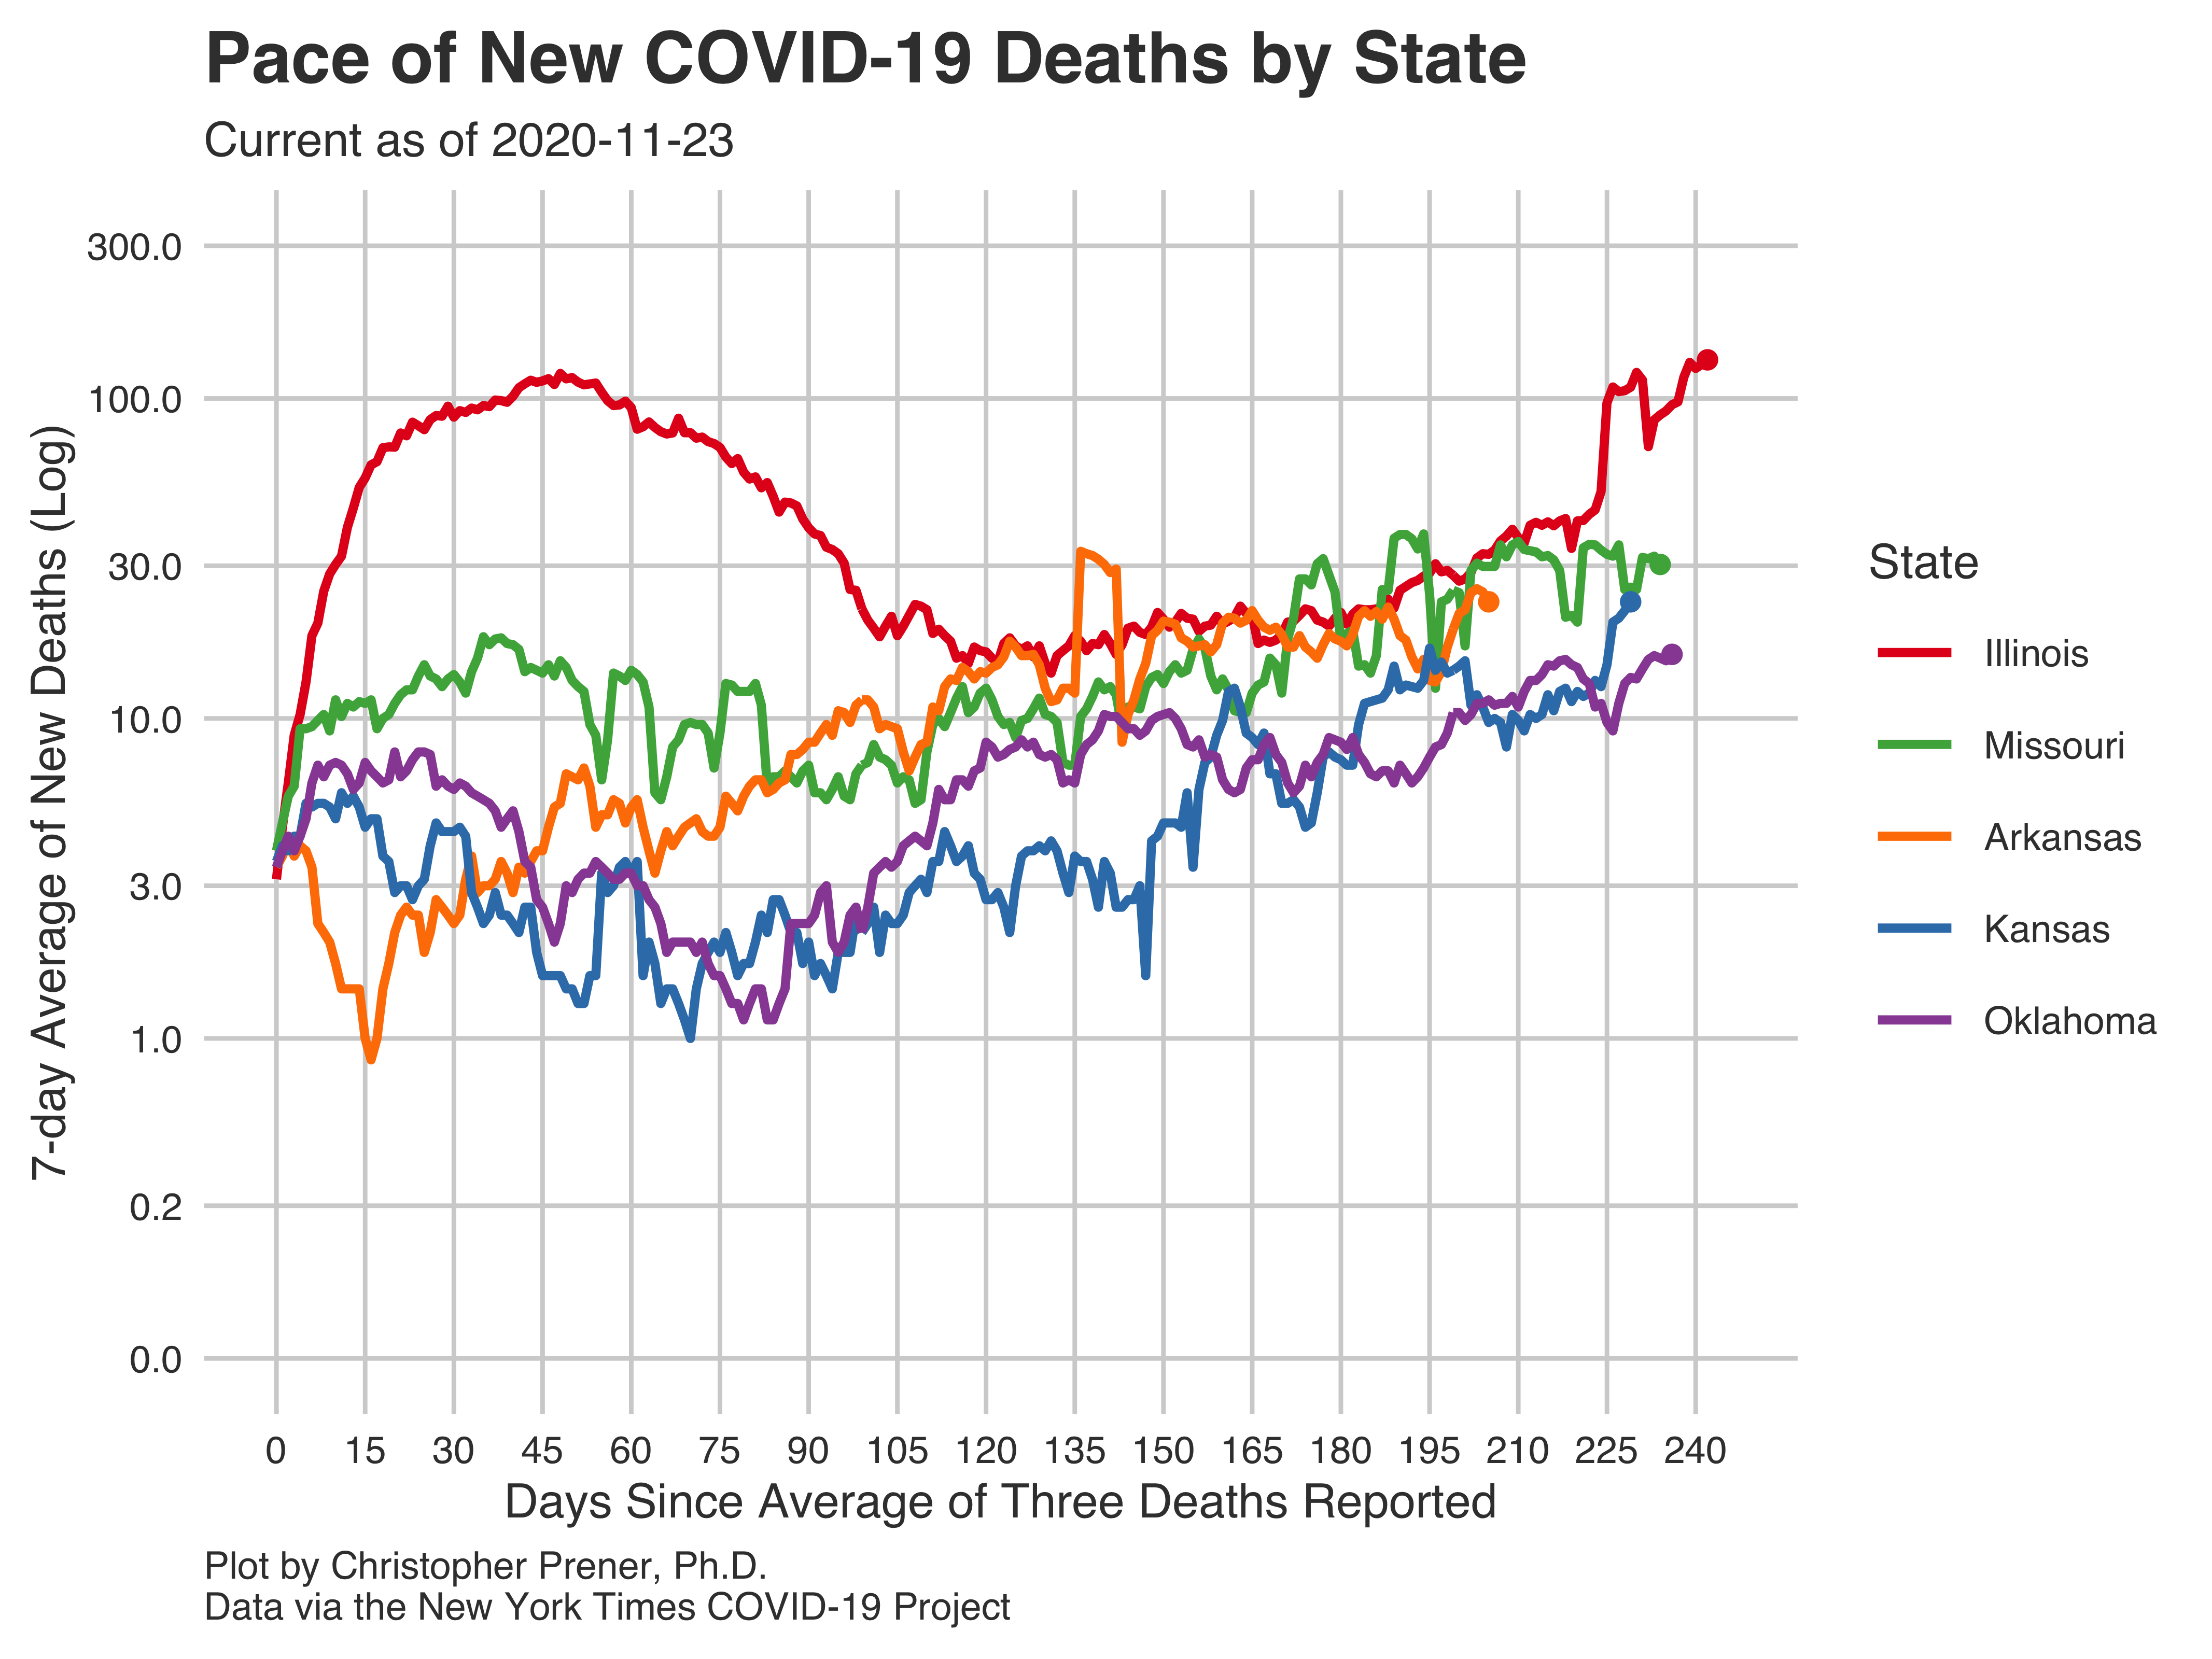 Pace of New COVID-19 Deaths by State
Current as of 2020-11-23
7-day Average of New Deaths (Log)
300.0
100.0
30.0
10.0
3.0
1.0
0.2
0.0
0 15 30 45 60 75 90 105 120 135 150 165 180 195 210 225 240
Days Since Average of Three Deaths Reported
State
Illinois
Missouri
Arkansas
Kansas
Oklahoma
Plot by Christopher Prener, Ph.D.
Data via the New York Times COVID-19 Project